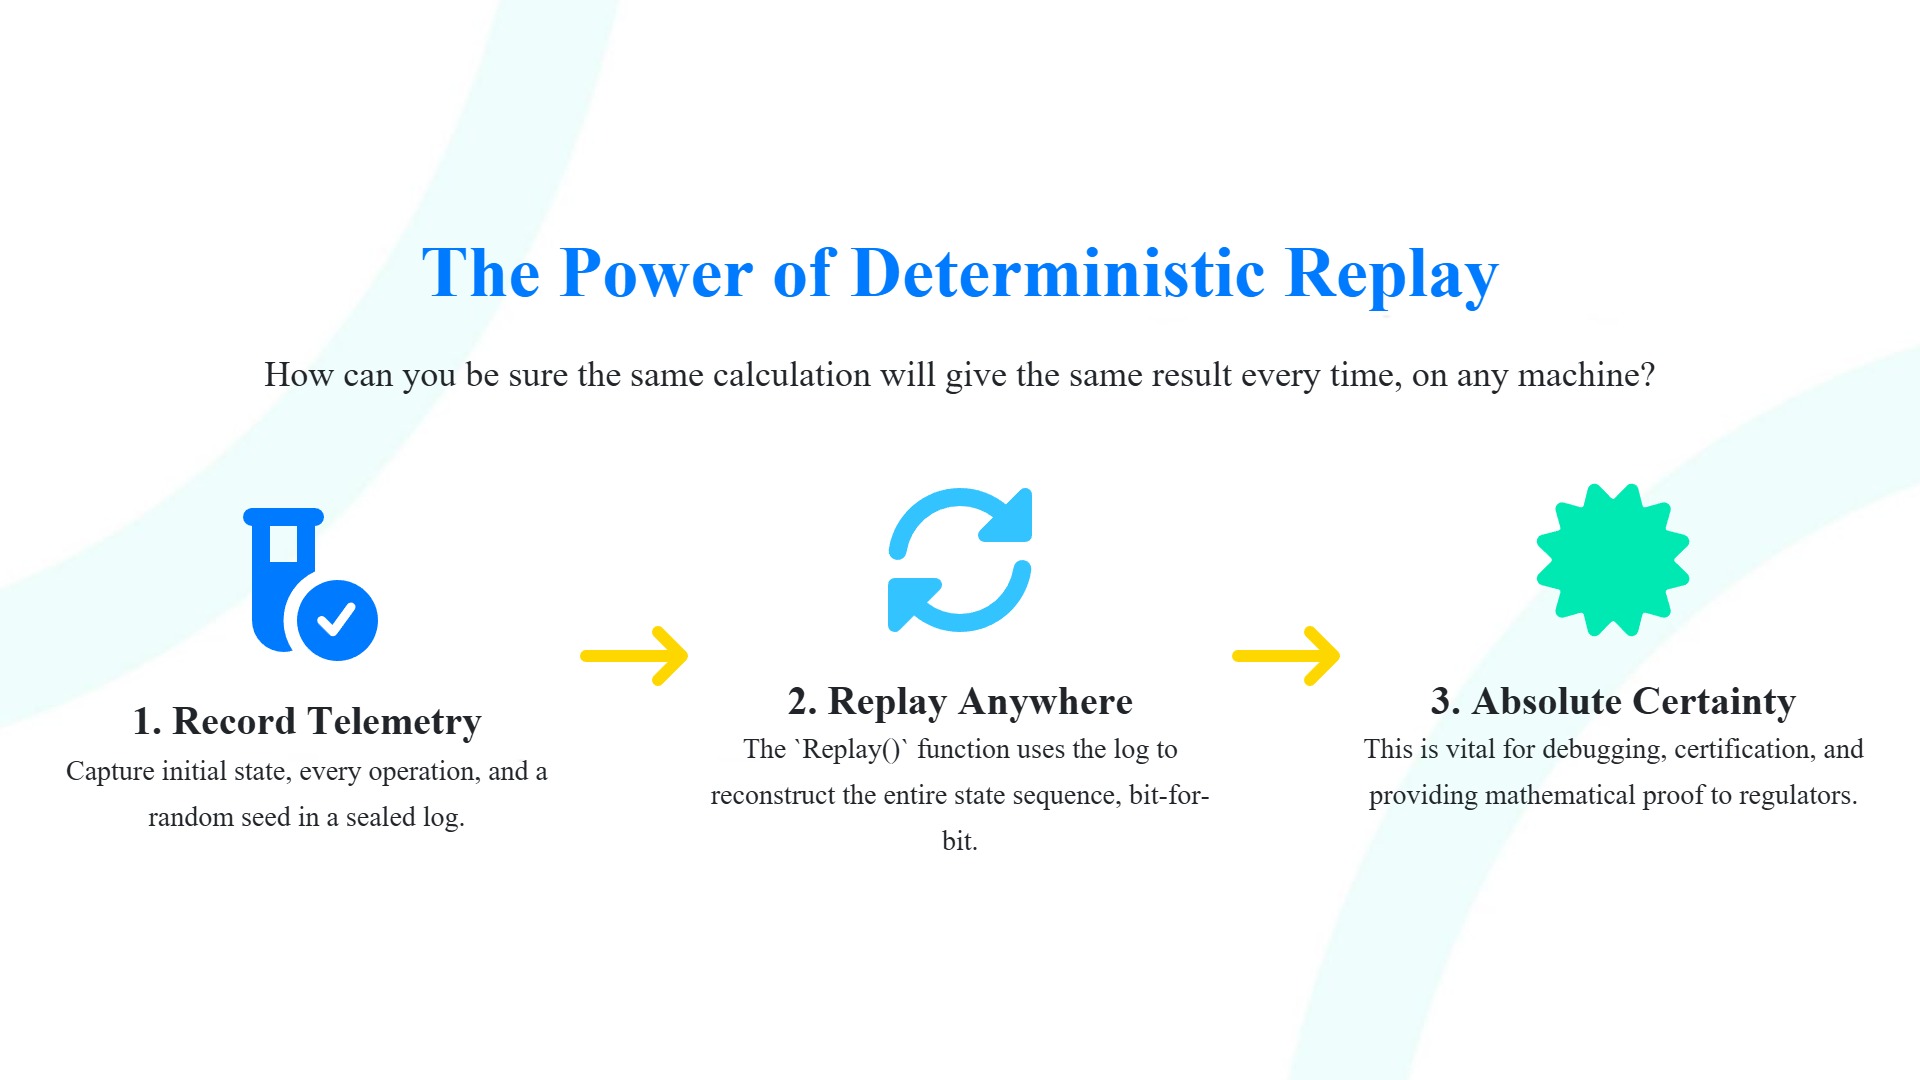 The Power of Deterministic Replay
How can you be sure the same calculation will give the same result every time, on any machine?
1. Record Telemetry
Capture initial state, every operation, and a
random seed in a sealed log.
2. Replay Anywhere
The `Replay()` function uses the log to
reconstruct the entire state sequence, bit-for-
bit.
3. Absolute Certainty
This is vital for debugging, certification, and
providing mathematical proof to regulators.